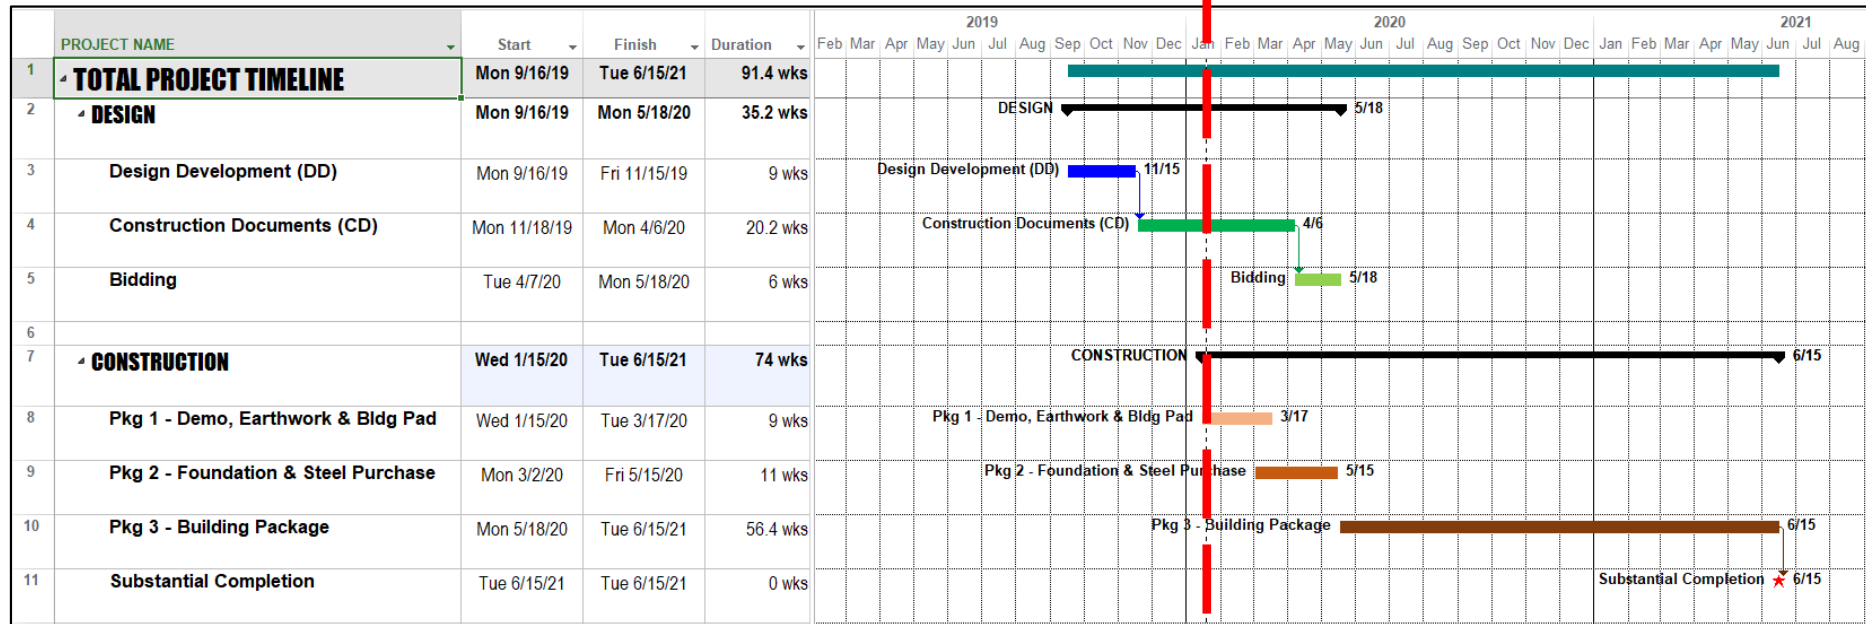 2019 2020 2021
PROJECT NAME Start Finish Duration Feb Mar Apr May Jun Jul Aug Sep Oct Nov Dec Jan Feb Mar Apr May Jun Jul Aug Sep Oct Nov Dec Jan Feb Mar Apr May Jun Jul Aug
1 TOTAL PROJECT TIMELINE Mon 9/16/19 Tue 6/15/21 91.4 wks
2 DESIGN Mon 9/16/19 Mon 5/18/20 35.2 wks DESIGN 5/18
3 Design Development (DD) Mon 9/16/19 Fri 11/15/19 9 wks Design Development (DD) 11/15
4 Construction Documents (CD) Mon 11/18/19 Mon 4/6/20 20.2 wks Construction Documents (CD) 4/6
5 Bidding Tue 4/7/20 Mon 5/18/20 6 wks Bidding 5/18
6
7 CONSTRUCTION Wed 1/15/20 Tue 6/15/21 74 wks CONSTRUCTION 6/15
8 Pkg 1 - Demo, Earthwork & Bldg Pad Wed 1/15/20 Tue 3/17/20 9 wks Pkg 1 - Demo, Earthwork & Bldg Pad 3/17
9 Pkg 2 - Foundation & Steel Purchase Mon 3/2/20 Fri 5/15/20 11 wks Pkg 2 - Foundation & Steel Purchase 5/15
10 Pkg 3 - Building Package Mon 5/18/20 Tue 6/15/21 56.4 wks Pkg 3 - Building Package 6/15
11 Substantial Completion Tue 6/15/21 Tue 6/15/21 0 wks Substantial Completion 6/15